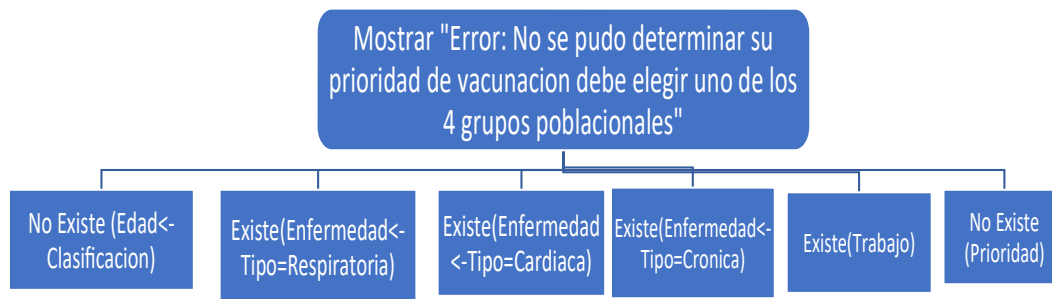 Mostrar "Error: No se pudo determinar su
prioridad de vacunacion debe elegir uno de los
4 grupos poblacionales"
No Existe (Edad<-
Clasificacion)
Existe(Enfermedad<-
Tipo=Respiratoria)
Existe(Enfermedad
<-Tipo=Cardiaca)
Existe(Enfermedad<-
Tipo=Cronica)
Existe(Trabajo)
No Existe
(Prioridad)